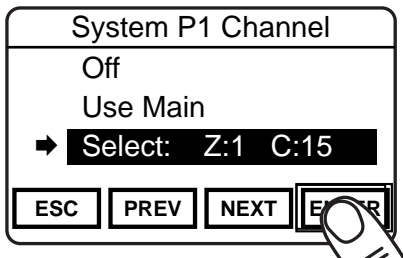 System P1 Channel
Off
Use Main
Select: Z:1 C:15
ESC PREV NEXT